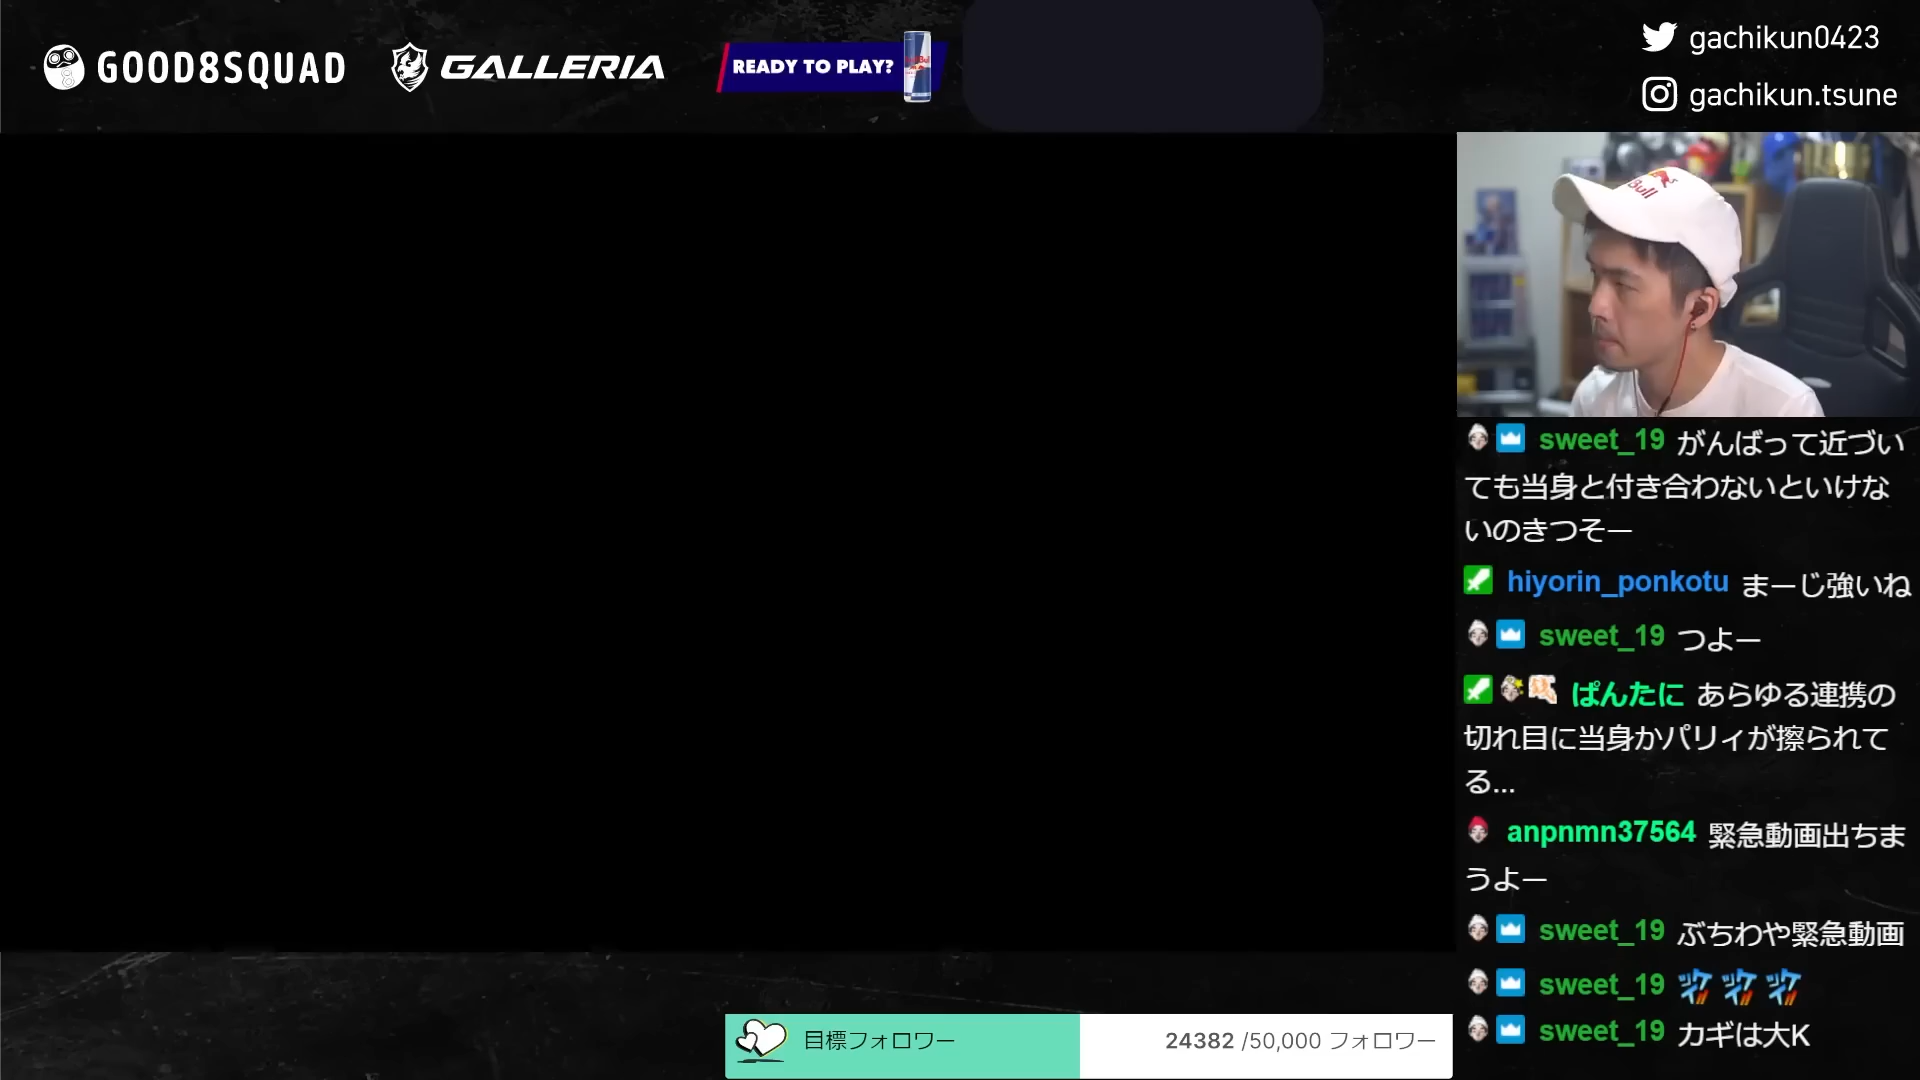 GOOD8SQUAD
GALLERIA
READY TO PLAY?
gachikun0423
gachikun.tsune
Bull
sweet_19 がんばって近づい
ても当身と付き合わないといけな
いのきつそー
hiyorin_ponkotu まーじ強いね
sweet_19 つよー
ぱんたに あらゆる連携の
切れ目に当身かパリィが擦られて
る...
anpnmn37564 緊急動画出ちま
うよー
sweet_19 ぶちわや緊急動画
sweet_19
sweet_19 カギは大K
目標フォロワー
24382 /50,000 フォロワー